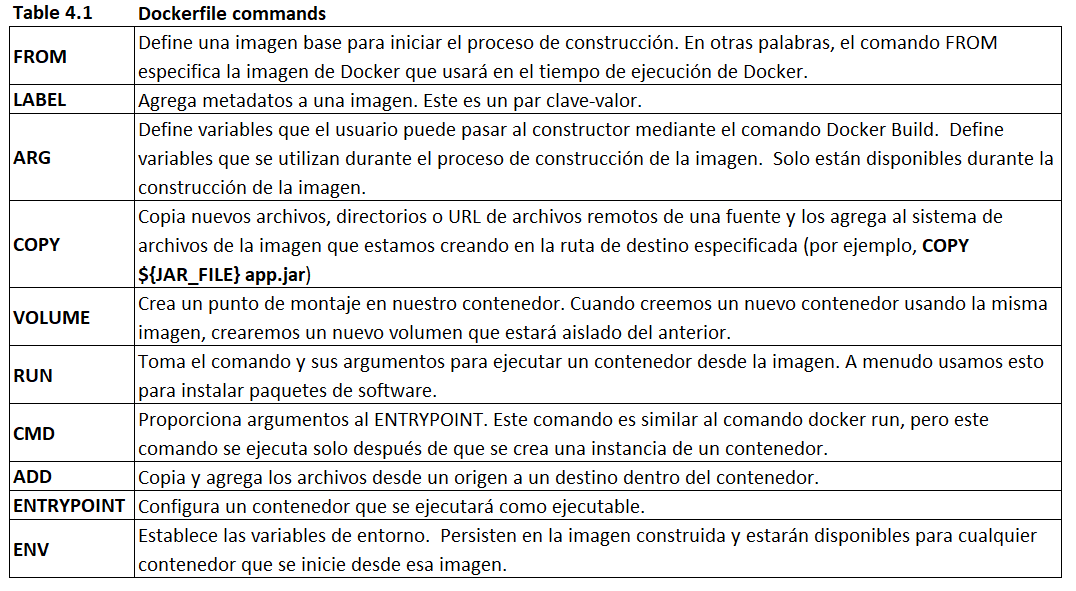 Table 4.1 Dockerfile commands
FROM
Define una imagen base para iniciar el proceso de construcción. En otras palabras, el comando FROM
especifica la imagen de Docker que usará en el tiempo de ejecución de Docker.
LABEL
Agrega metadatos a una imagen. Este es un par clave-valor.
ARG
Define variables que el usuario puede pasar al constructor mediante el comando Docker Build.  Define
variables que se utilizan durante el proceso de construcción de la imagen.  Solo están disponibles durante la
construcción de la imagen.
COPY
Copia nuevos archivos, directorios o URL de archivos remotos de una fuente y los agrega al sistema de
archivos de la imagen que estamos creando en la ruta de destino especificada (por ejemplo, COPY
${JAR_FILE} app.jar)
VOLUME
Crea un punto de montaje en nuestro contenedor. Cuando creemos un nuevo contenedor usando la misma
imagen, crearemos un nuevo volumen que estará aislado del anterior.
RUN
Toma el comando y sus argumentos para ejecutar un contenedor desde la imagen. A menudo usamos esto
para instalar paquetes de software.
CMD
Proporciona argumentos al ENTRYPOINT. Este comando es similar al comando docker run, pero este
comando se ejecuta solo después de que se crea una instancia de un contenedor.
ADD
Copia y agrega los archivos desde un origen a un destino dentro del contenedor.
ENTRYPOINT
Configura un contenedor que se ejecutará como ejecutable.
ENV
Establece las variables de entorno.  Persisten en la imagen construida y estarán disponibles para cualquier
contenedor que se inicie desde esa imagen.